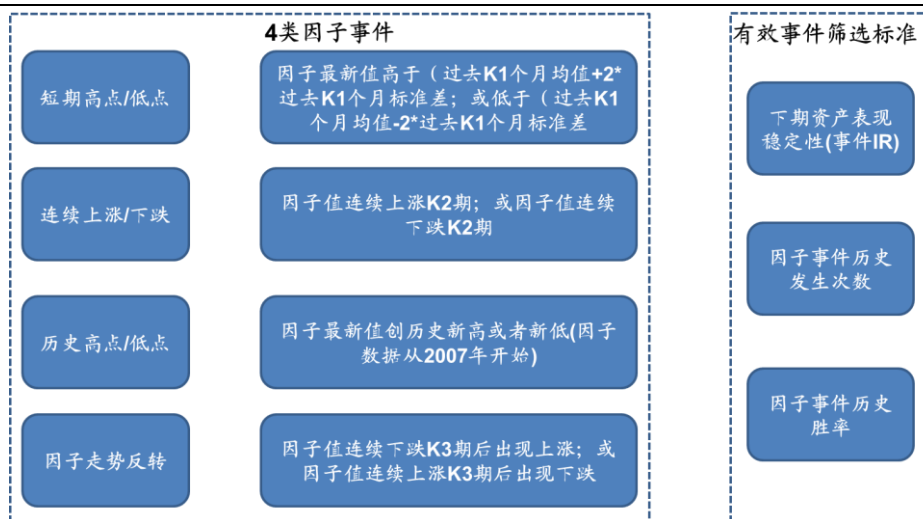 4类因子事件
短期高点/低点
因子最新值高于（过去K1个月均值+2*
过去K1个月标准差；或低于（过去K1
个月均值-2*过去K1个月标准差
连续上涨/下跌
因子值连续上涨K2期；或因子值连续
下跌K2期
历史高点/低点
因子最新值创历史新高或者新低(因子
数据从2007年开始)
因子走势反转
因子值连续下跌K3期后出现上涨；或
因子值连续上涨K3期后出现下跌
有效事件筛选标准
下期资产表现
稳定性(事件IR)
因子事件历史
发生次数
因子事件历史
胜率